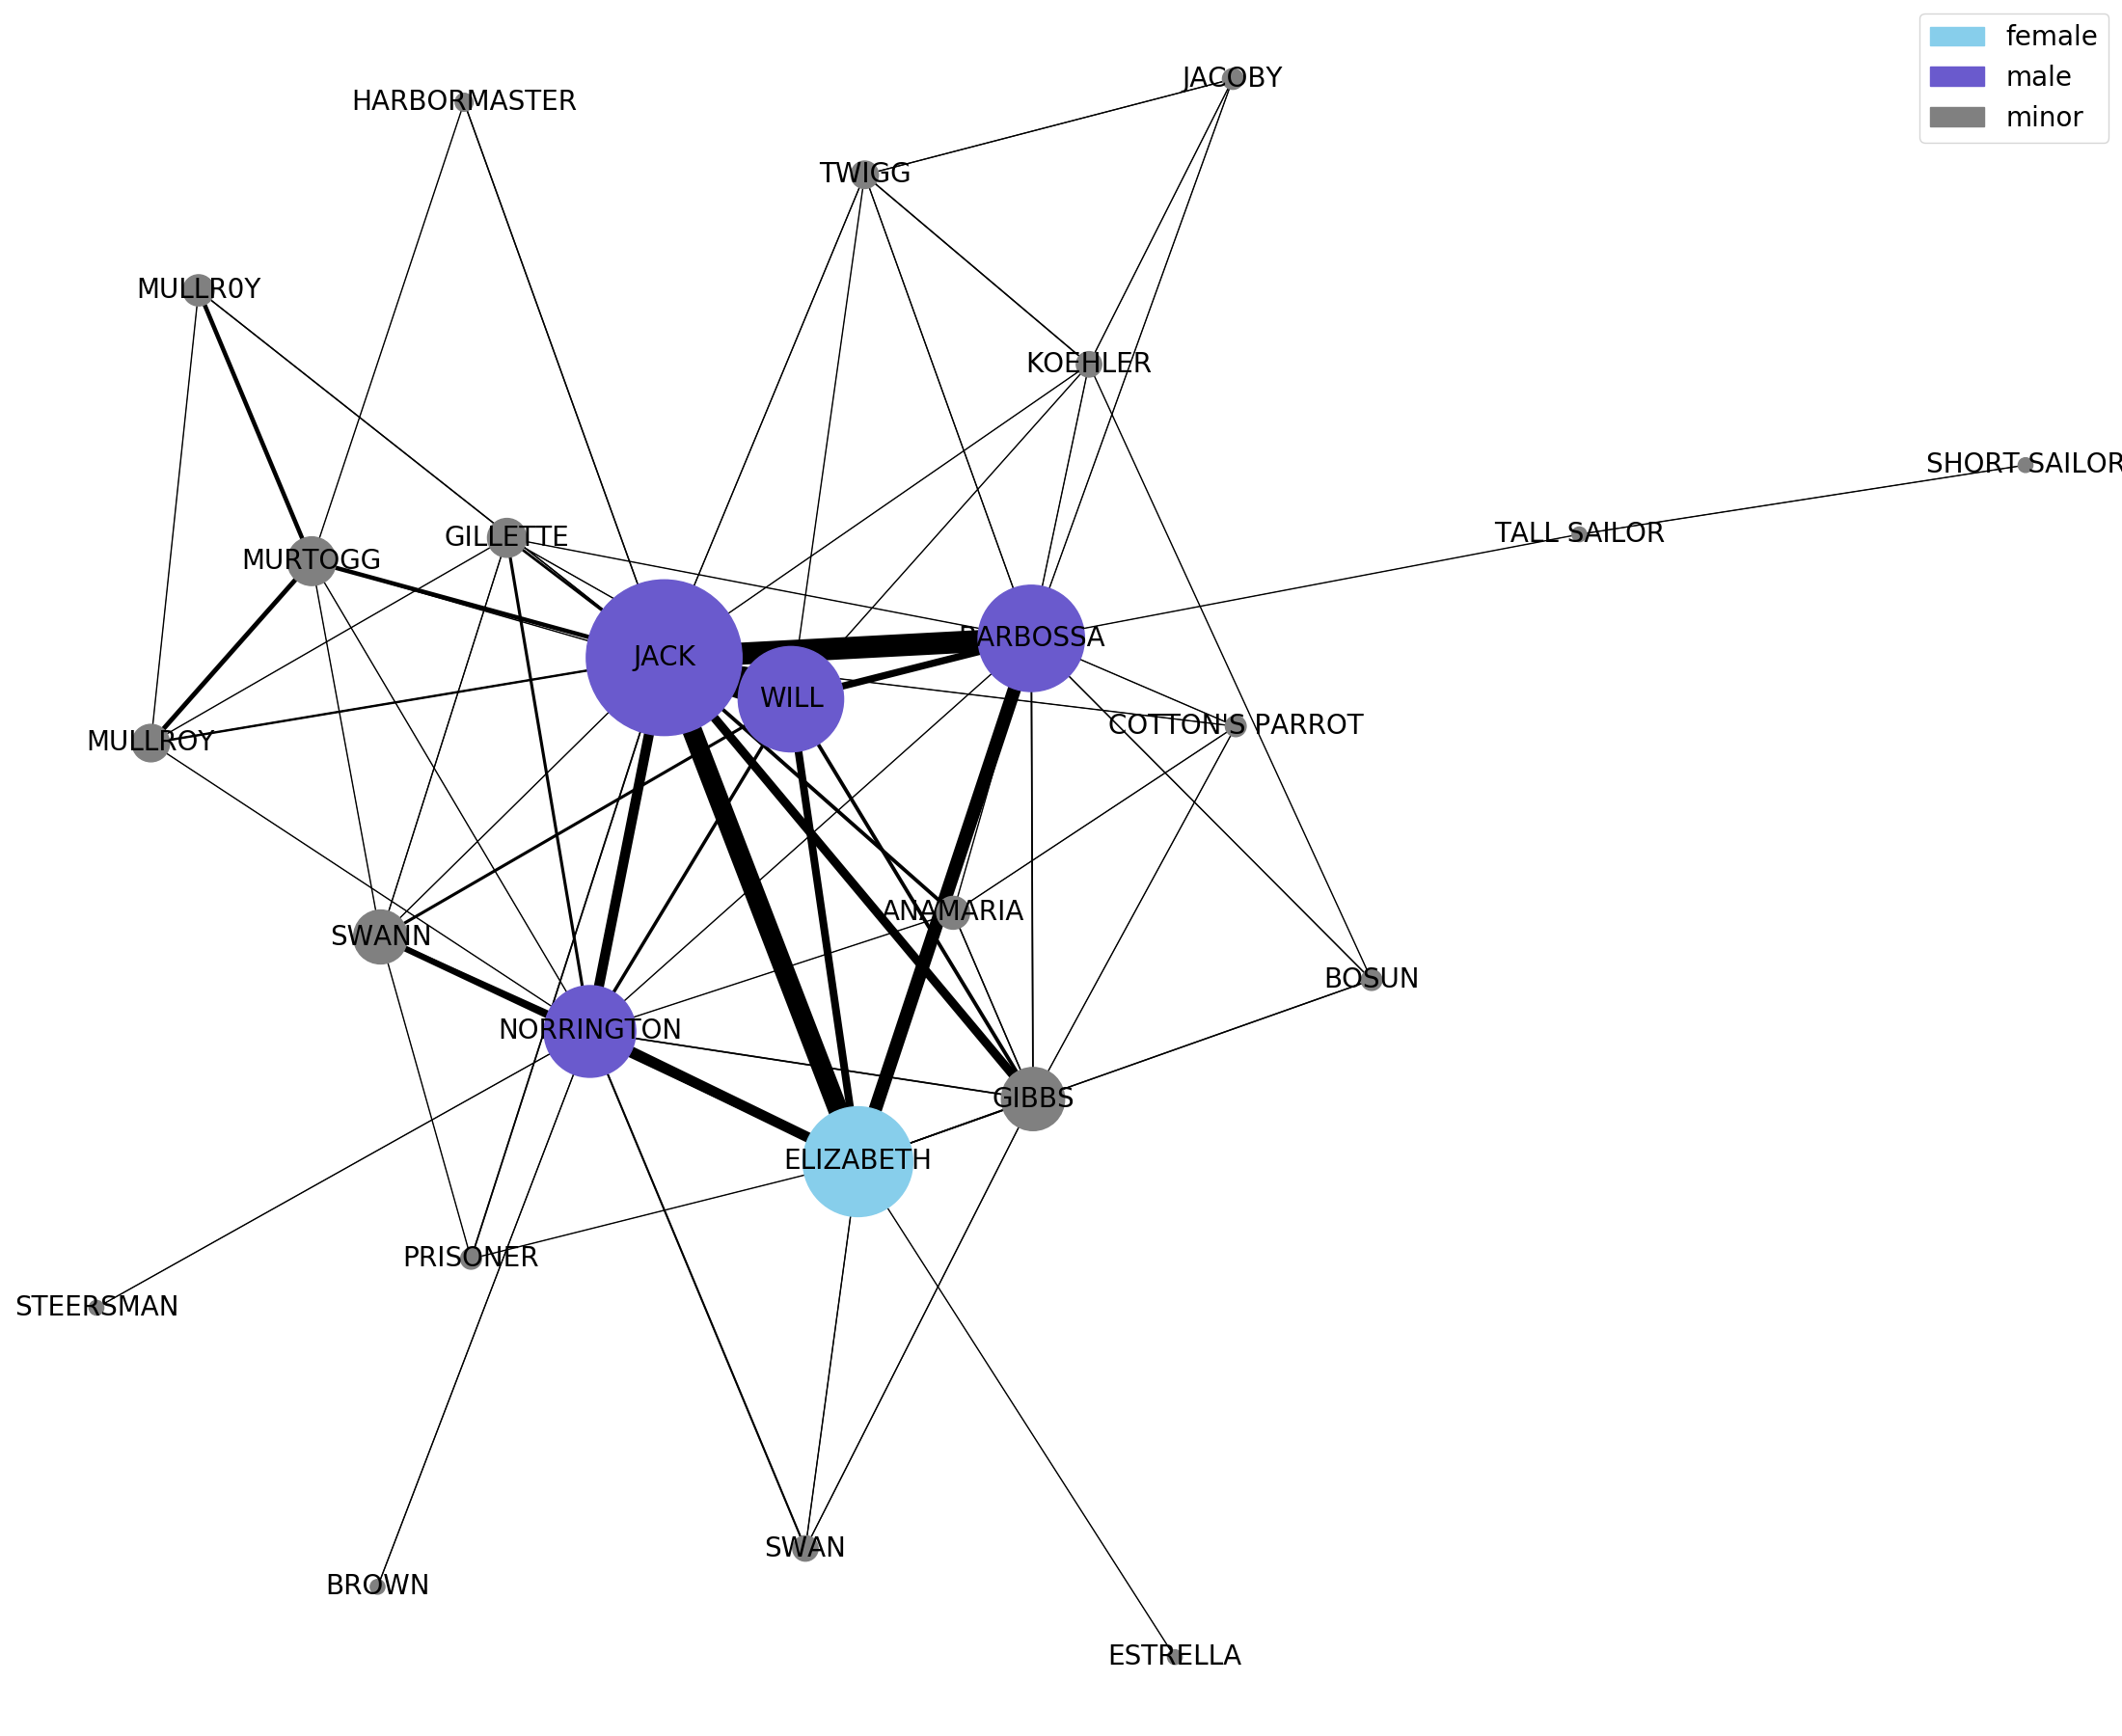 female
male
minor
JACOBY
HARBORMASTER
TWIGG
MULLR0Y
KOEHLER
SHORT SAILOR
TALL SAILOR
GILLETTE
MURTOGG
BARBOSSA
JACK
WILL
COTTON'S PARROT
MULLROY
ANAMARIA
SWANN
BOSUN
NORRINGTON
GIBBS
ELIZABETH
PRISONER
STEERSMAN
SWAN
BROWN
ESTRELLA